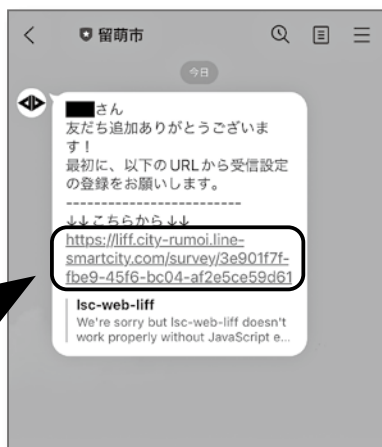 留萌市
今日
さん
友だち追加ありがとうございま
す！
最初に、以下のURLから受信設定
の登録をお願いします。
------------------------
↓↓こちらから↓↓
https://liff.city-rumoi.line-
smartcity.com/survey/3e901f7f-
fbe9-45f6-bc04-af2e5ce59d61
lsc-web-liff
We're sorry but lsc-web-liff doesn't
work properly without JavaScript e...